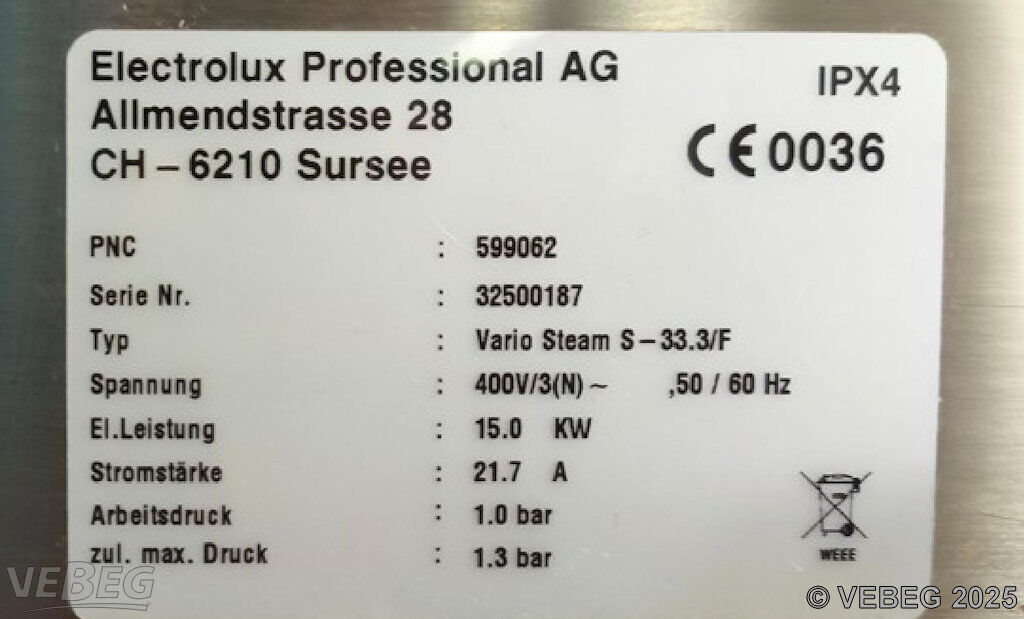 Electrolux Professional AG
Allmendstrasse 28
CH – 6210 Sursee
IPX4
CE 0036
PNC : 599062
Serie Nr. : 32500187
Typ : Vario Steam S – 33.3/F
Spannung : 400V/3(N) ~ ,50 / 60 Hz
El.Leistung : 15.0 KW
Stromstärke : 21.7 A
Arbeitsdruck : 1.0 bar
zul. max. Druck : 1.3 bar
WEEE
VEBEG
© VEBEG 2025